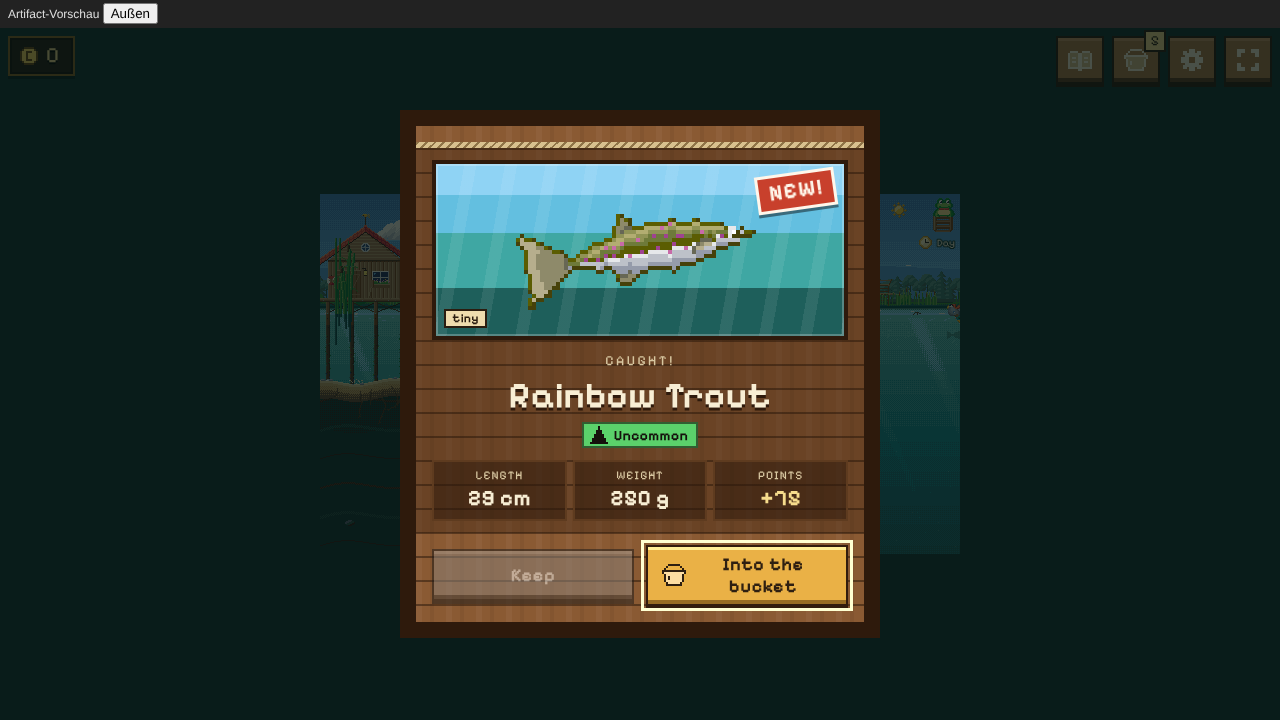 Artifact-Vorschau Außen
0
Day
NEW!
tiny
CAUGHT!
Rainbow Trout
Uncommon
LENGTH
29 cm
WEIGHT
280 g
POINTS
+78
Keep
Into the
bucket